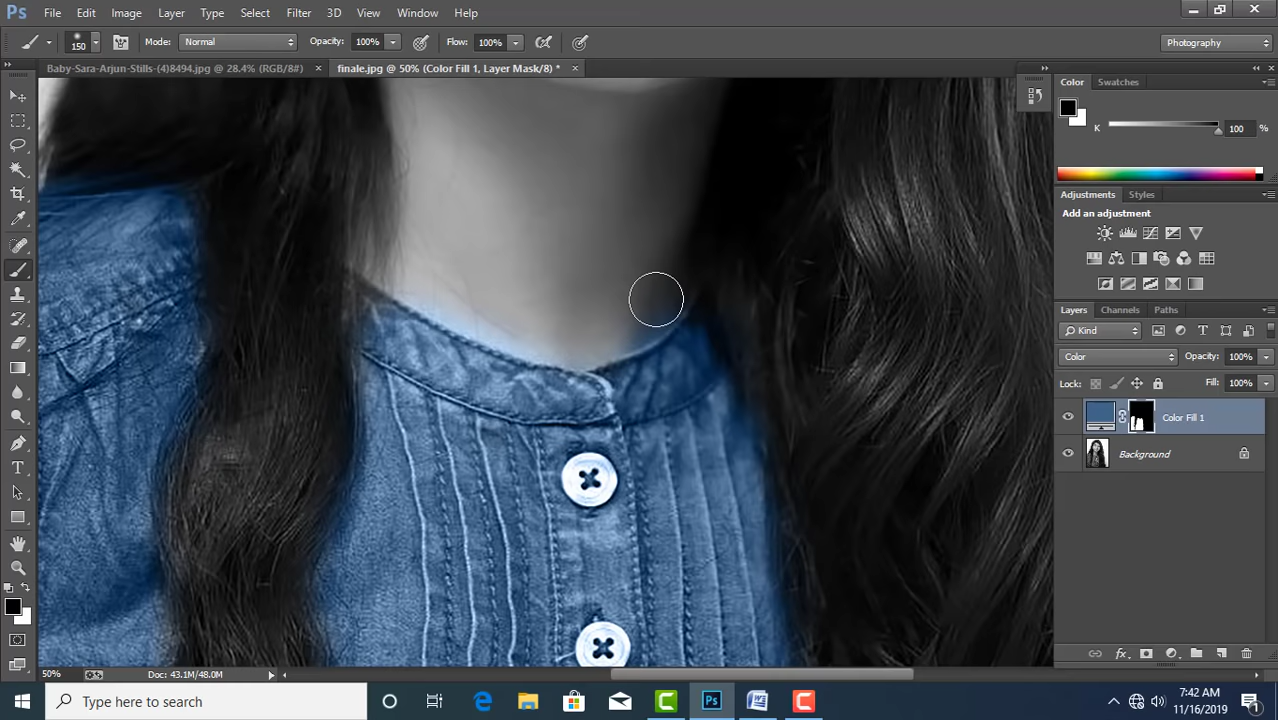 Ps File Edit Image Layer Type Select Filter 3D View Window Help
150 Mode: Normal Opacity: 100% Flow: 100% Photography
Baby-Sara-Arjun-Stills-(4)8494.jpg @ 28.4% (RGB/8#) × finale.jpg @ 50% (Color Fill 1, Layer Mask/8) * ×
Color Swatches
K 100 %
Adjustments Styles
Add an adjustment
Layers Channels Paths
Kind
Color Opacity: 100%
Lock: Fill: 100%
Color Fill 1
Background
50% Doc: 43.1M/48.0M
Type here to search
Ps
7:42 AM
11/16/2019
1